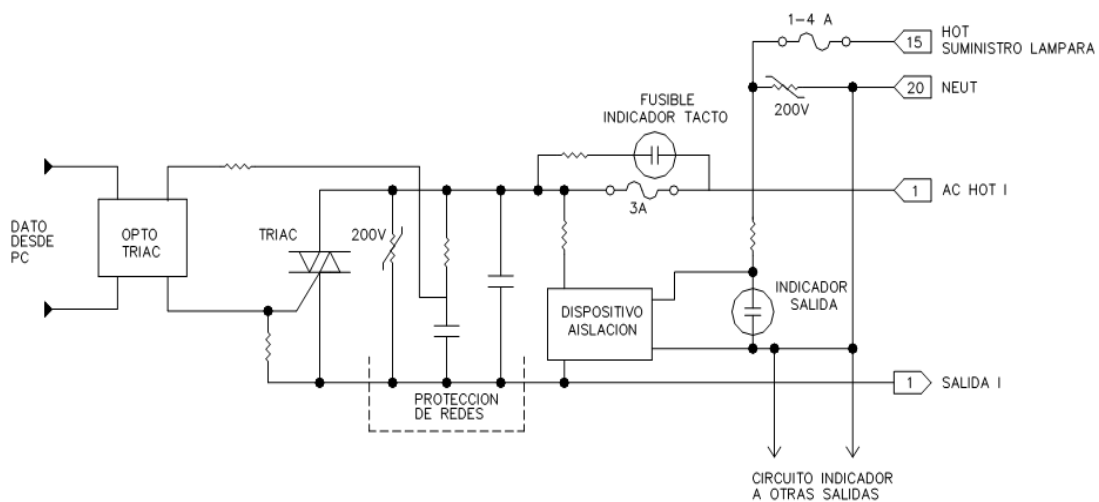 1-4 A
15
HOT
SUMINISTRO LAMPARA
20
NEUT
200V
FUSIBLE
INDICADOR TACTO
3A
1
AC HOT I
DATO
DESDE
PC
OPTO
TRIAC
TRIAC
200V
INDICADOR
SALIDA
DISPOSITIVO
AISLACION
1
SALIDA I
PROTECCION
DE REDES
CIRCUITO INDICADOR
A OTRAS SALIDAS